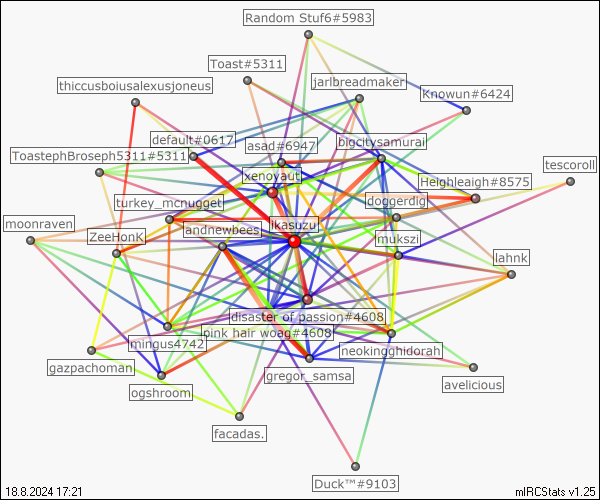 Random Stuf6#5983
Toast#5311
jarlbreadmaker
thiccusboiusalexusjoneus
Knowun#6424
default#0617
asad#6947
bigcitysamurai
ToastephBroseph5311#5311
tescoroll
xenoyaut
Heighleaigh#8575
turkey_mcnugget
ldoggerdig
moonraven
ikasuzu
ZeeHonK
landnewbees
mukszi
lahnk
disaster of passion#4608
pink hair woag#4608
mingus4742
neokingghidorah
gazpachoman
gregor_samsa
ogshroom
avelicious
facadas.
Duck™#9103
18.8.2024 17:21
mIRCStats v1.25